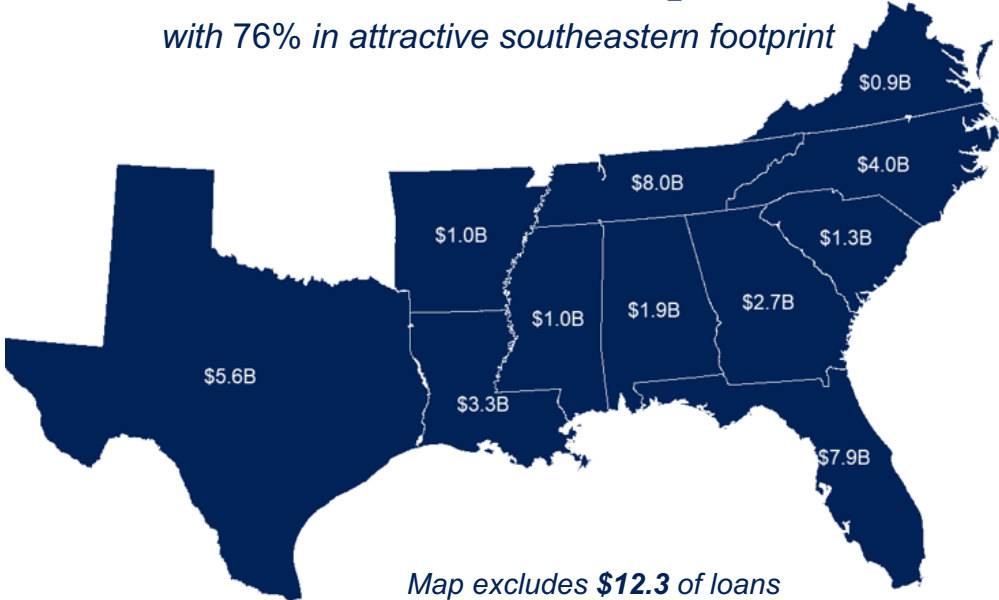 with 76% in attractive southeastern footprint
$0.9B
$4.0B
$8.0B
$1.0B
$1.3B
$2.7B
$1.9B
$1.0B
$5.6B
$3.3B
$7.9B
Map excludes $12.3 of loans